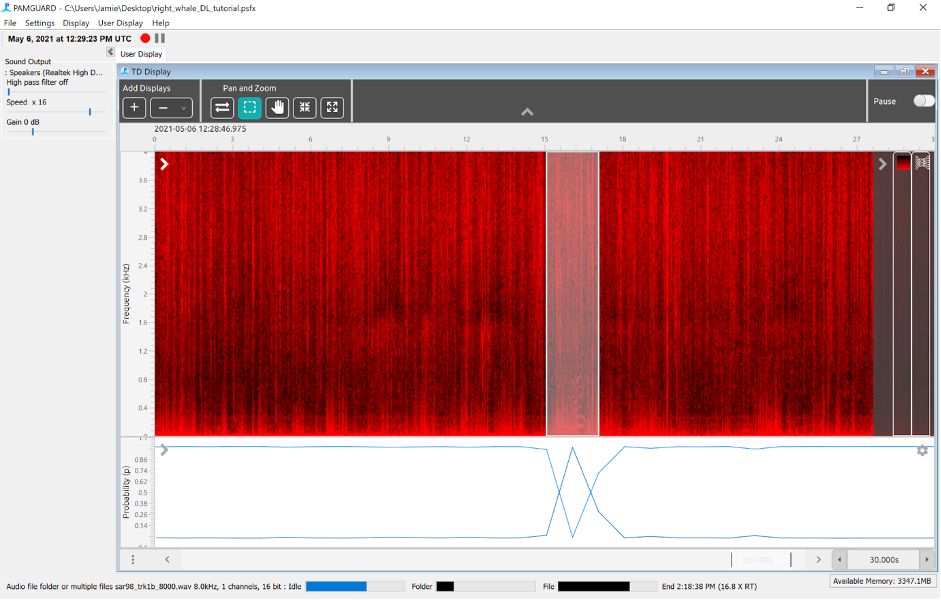 PAMGUARD - C:\Users\Jamie\Desktop\right_whale_DL_tutorial.psfx
File Settings Display User Display Help
May 6, 2021 at 12:29:23 PM UTC
User Display
Sound Output
: Speakers (Realtek High D...
High pass filter off
Speed x 16
Gain 0 dB
TD Display
Add Displays
Pan and Zoom
Pause
2021-05-06 12:28:46.975
0 3 6 9 12 15 18 21 24 27 3
4
3.6
3.2
2.8
2.4
2
1.6
1.2
0.8
0.4
Frequency (kHz)
1.1
0.86
0.74
0.62
0.5
0.38
0.26
0.14
Probability (p)
30.000s
30.000s
Available Memory: 3347.1MB
Audio file folder or multiple files sar98_trk1b_8000.wav 8.0kHz, 1 channels, 16 bit : Idle
Folder
File
End 2:18:38 PM (16.8 X RT)